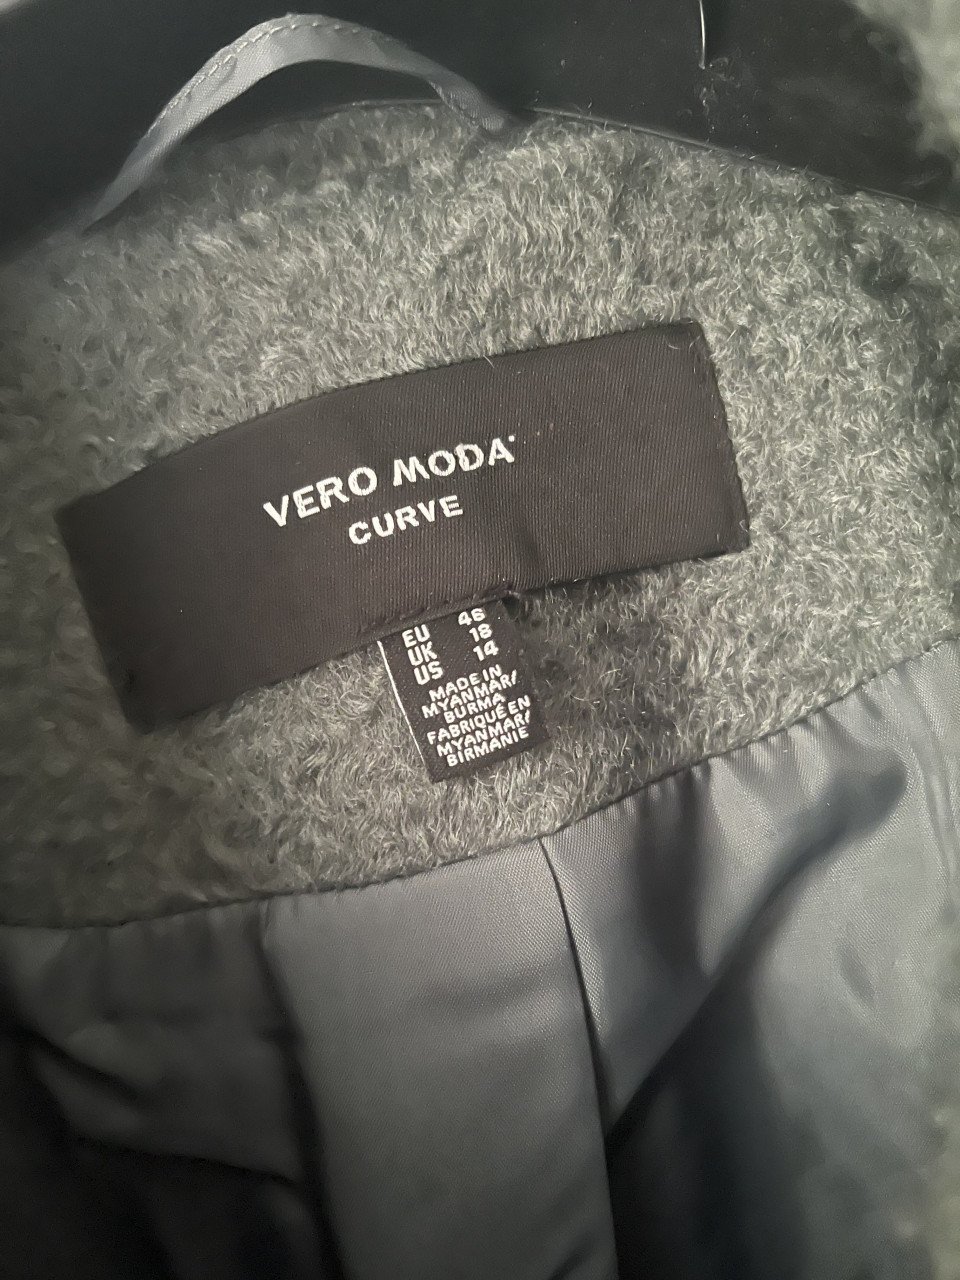 VERO MODA
CURVE
EU 46
UK 18
US 14
MADE IN
MYANMAR/
BURMA
FABRIQUÉ EN
MYANMAR/
BIRMANIE